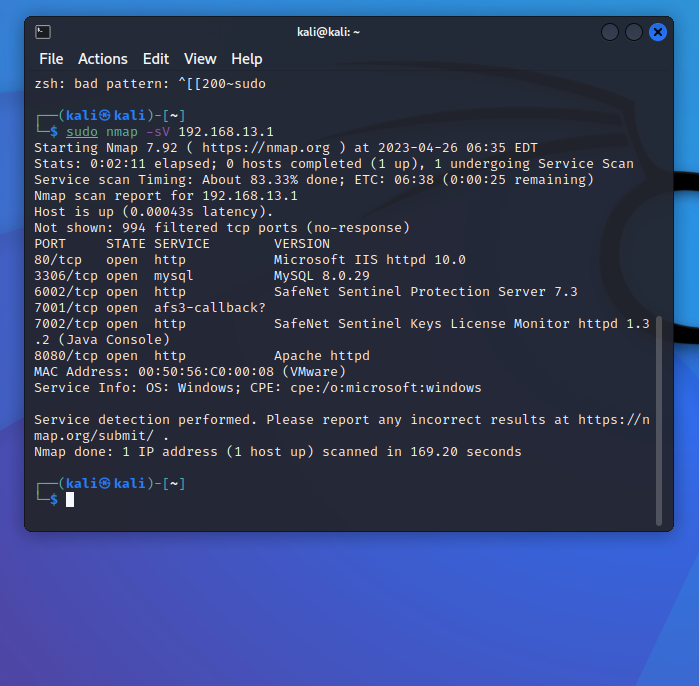 kali@kali: ~
File Actions Edit View Help
zsh: bad pattern: ^[[200~sudo
┌──(kali㉿kali)-[~]
└─$ sudo nmap -sV 192.168.13.1
Starting Nmap 7.92 ( https://nmap.org ) at 2023-04-26 06:35 EDT
Stats: 0:02:11 elapsed; 0 hosts completed (1 up), 1 undergoing Service Scan
Service scan Timing: About 83.33% done; ETC: 06:38 (0:00:25 remaining)
Nmap scan report for 192.168.13.1
Host is up (0.00043s latency).
Not shown: 994 filtered tcp ports (no-response)
PORT     STATE SERVICE        VERSION
80/tcp   open  http           Microsoft IIS httpd 10.0
3306/tcp open  mysql          MySQL 8.0.29
6002/tcp open  http           SafeNet Sentinel Protection Server 7.3
7001/tcp open  afs3-callback?
7002/tcp open  http           SafeNet Sentinel Keys License Monitor httpd 1.3
.2 (Java Console)
8080/tcp open  http           Apache httpd
MAC Address: 00:50:56:C0:00:08 (VMware)
Service Info: OS: Windows; CPE: cpe:/o:microsoft:windows
Service detection performed. Please report any incorrect results at https://n
map.org/submit/ .
Nmap done: 1 IP address (1 host up) scanned in 169.20 seconds
┌──(kali㉿kali)-[~]
└─$